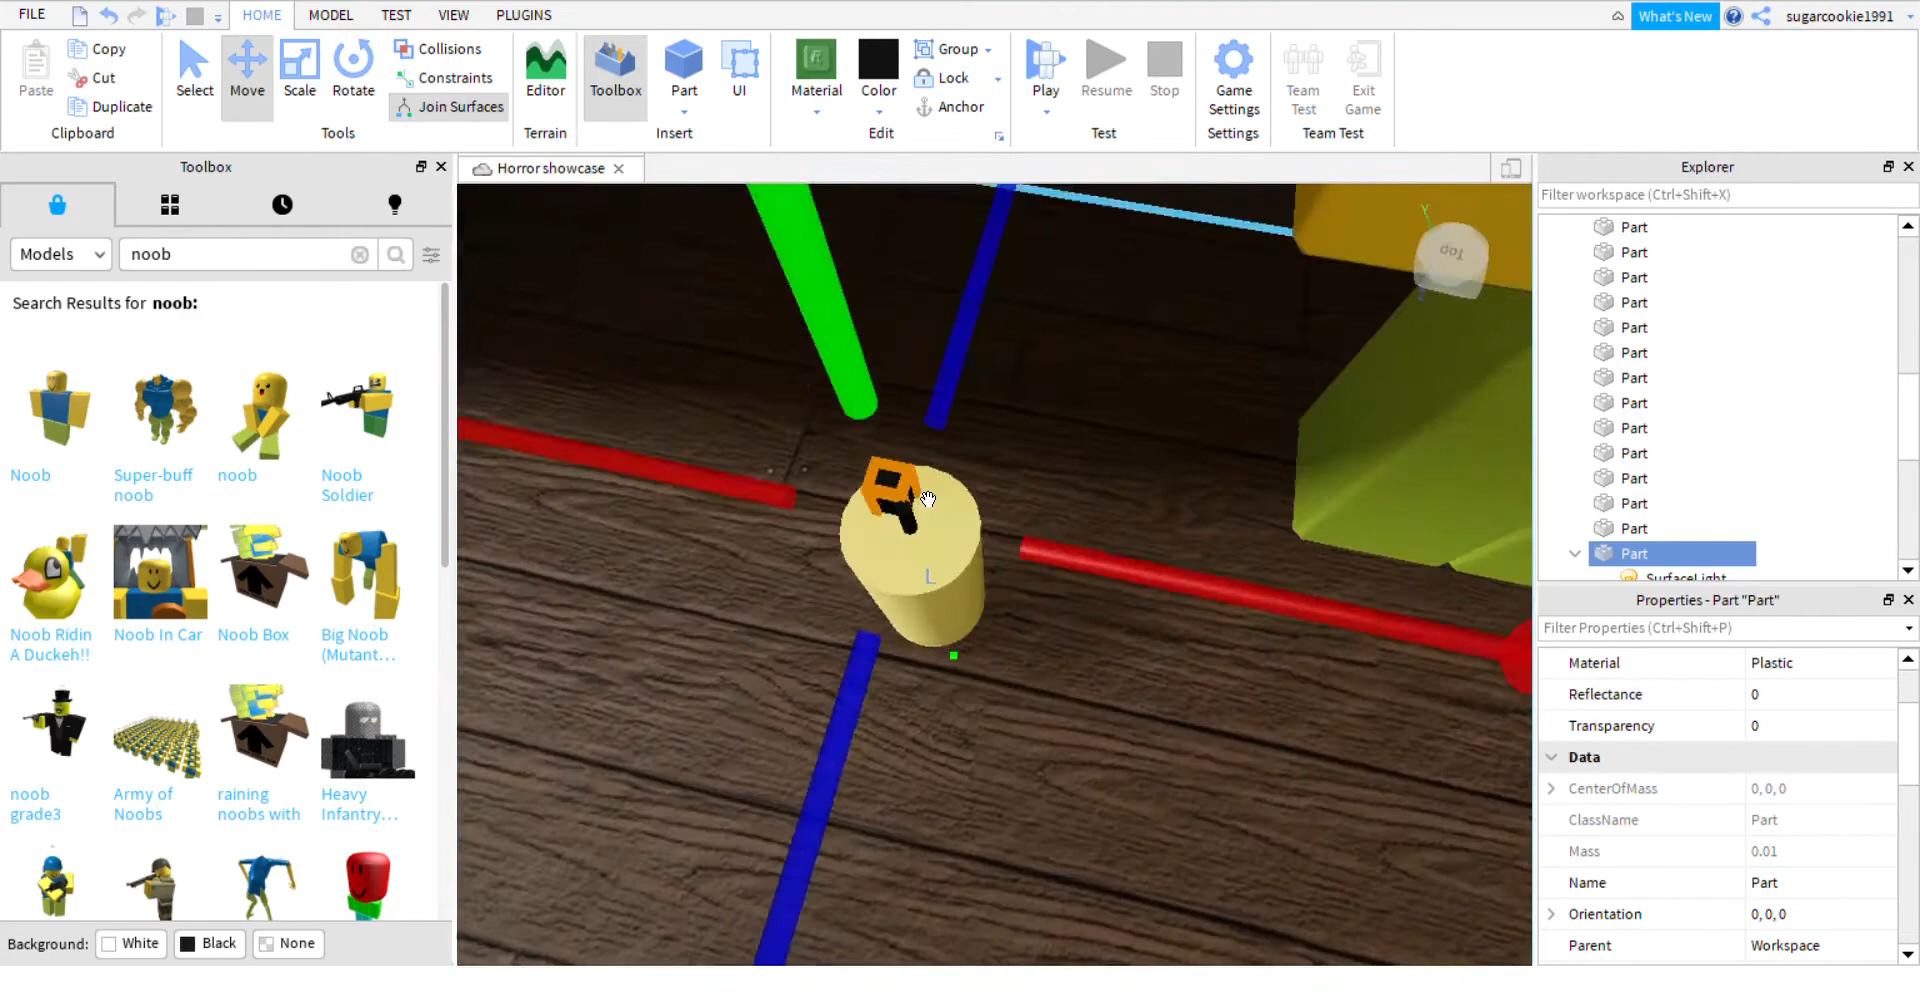 FILE HOME MODEL TEST VIEW PLUGINS What's New sugarcookie1991
Paste Copy Cut Duplicate Clipboard
Select Move Scale Rotate Collisions Constraints Join Surfaces Tools
Editor Terrain
Toolbox Part UI Insert
Material Color Group Lock Anchor Edit
Play Resume Stop Test
Game Settings Settings
Team Test Exit Game Team Test
Toolbox
Models noob
Search Results for noob:
Noob
Super-buff noob
noob
Noob Soldier
Noob Ridin A Duckeh!!
Noob In Car
Noob Box
Big Noob (Mutant...
noob grade3
Army of Noobs
raining noobs with
Heavy Infantry...
Background: White Black None
Horror showcase
Top
Y
Z
L
Explorer
Filter workspace (Ctrl+Shift+X)
Part
Part
Part
Part
Part
Part
Part
Part
Part
Part
Part
Part
Part
Part
SurfaceLight
Properties - Part "Part"
Filter Properties (Ctrl+Shift+P)
Material Plastic
Reflectance 0
Transparency 0
Data
CenterOfMass 0, 0, 0
ClassName Part
Mass 0.01
Name Part
Orientation 0, 0, 0
Parent Workspace